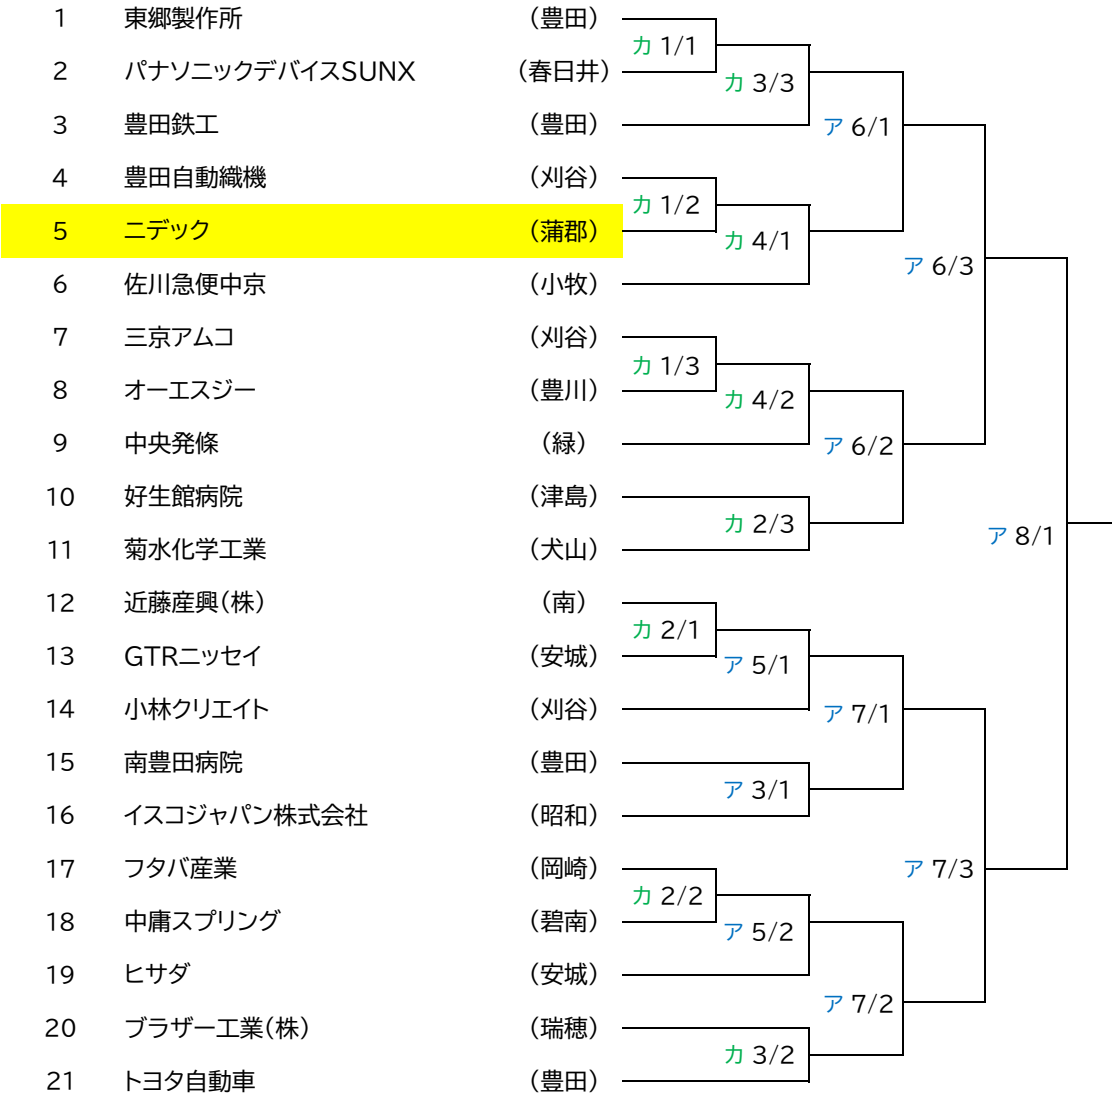 1 東郷製作所 （豊田）
カ 1/1
2 パナソニックデバイスSUNX （春日井）
カ 3/3
3 豊田鉄工 （豊田）
ア 6/1
4 豊田自動織機 （刈谷）
カ 1/2
5 ニデック （蒲郡）
カ 4/1
ア 6/3
6 佐川急便中京 （小牧）
7 三京アムコ （刈谷）
カ 1/3
8 オーエスジー （豊川）
カ 4/2
9 中央発條 （緑）
ア 6/2
10 好生館病院 （津島）
カ 2/3
ア 8/1
11 菊水化学工業 （犬山）
12 近藤産興（株） （南）
カ 2/1
13 GTRニッセイ （安城）
ア 5/1
14 小林クリエイト （刈谷）
ア 7/1
15 南豊田病院 （豊田）
ア 3/1
16 イスコジャパン株式会社 （昭和）
17 フタバ産業 （岡崎）
ア 7/3
カ 2/2
18 中庸スプリング （碧南）
ア 5/2
19 ヒサダ （安城）
ア 7/2
20 ブラザー工業（株） （瑞穂）
カ 3/2
21 トヨタ自動車 （豊田）